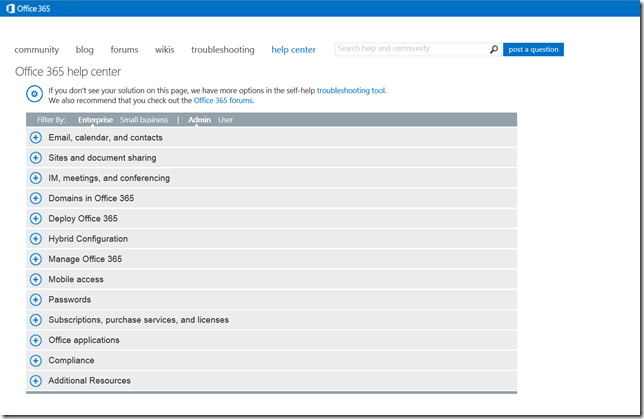 Office 365
community blog forums wikis troubleshooting help center Search help and community post a question
Office 365 help center
If you don't see your solution on this page, we have more options in the self-help troubleshooting tool.
We also recommend that you check out the Office 365 forums.
Filter By: Enterprise Small business | Admin User
Email, calendar, and contacts
Sites and document sharing
IM, meetings, and conferencing
Domains in Office 365
Deploy Office 365
Hybrid Configuration
Manage Office 365
Mobile access
Passwords
Subscriptions, purchase services, and licenses
Office applications
Compliance
Additional Resources